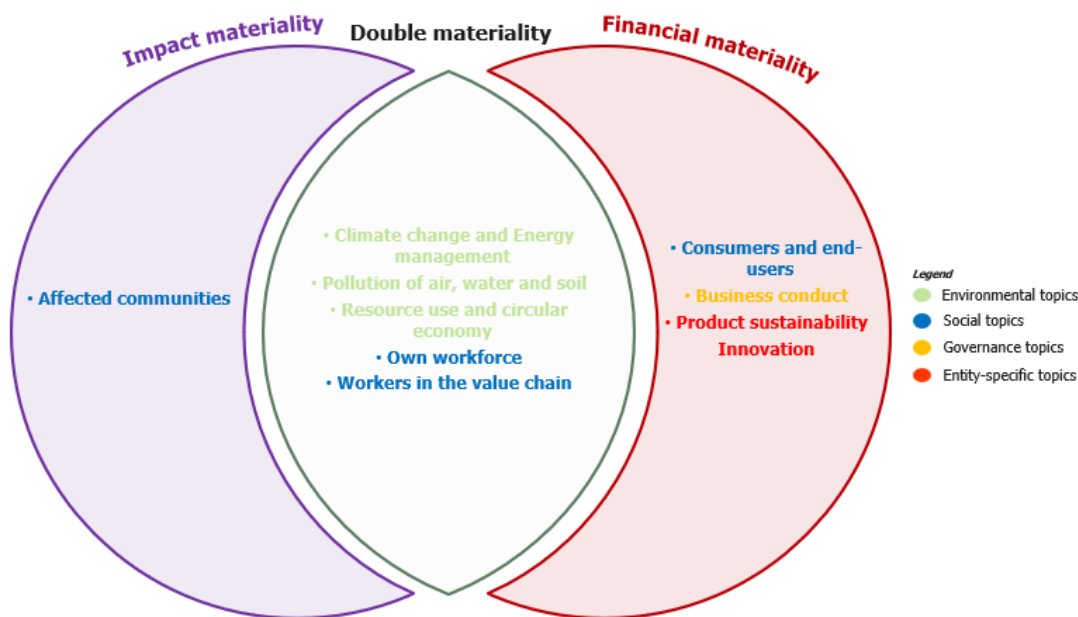 Impact materiality
Double materiality
Financial materiality
• Affected communities
• Climate change and Energy
management
• Pollution of air, water and soil
• Resource use and circular
economy
• Own workforce
• Workers in the value chain
• Consumers and end-
users
• Business conduct
• Product sustainability
Innovation
Legend
Environmental topics
Social topics
Governance topics
Entity-specific topics